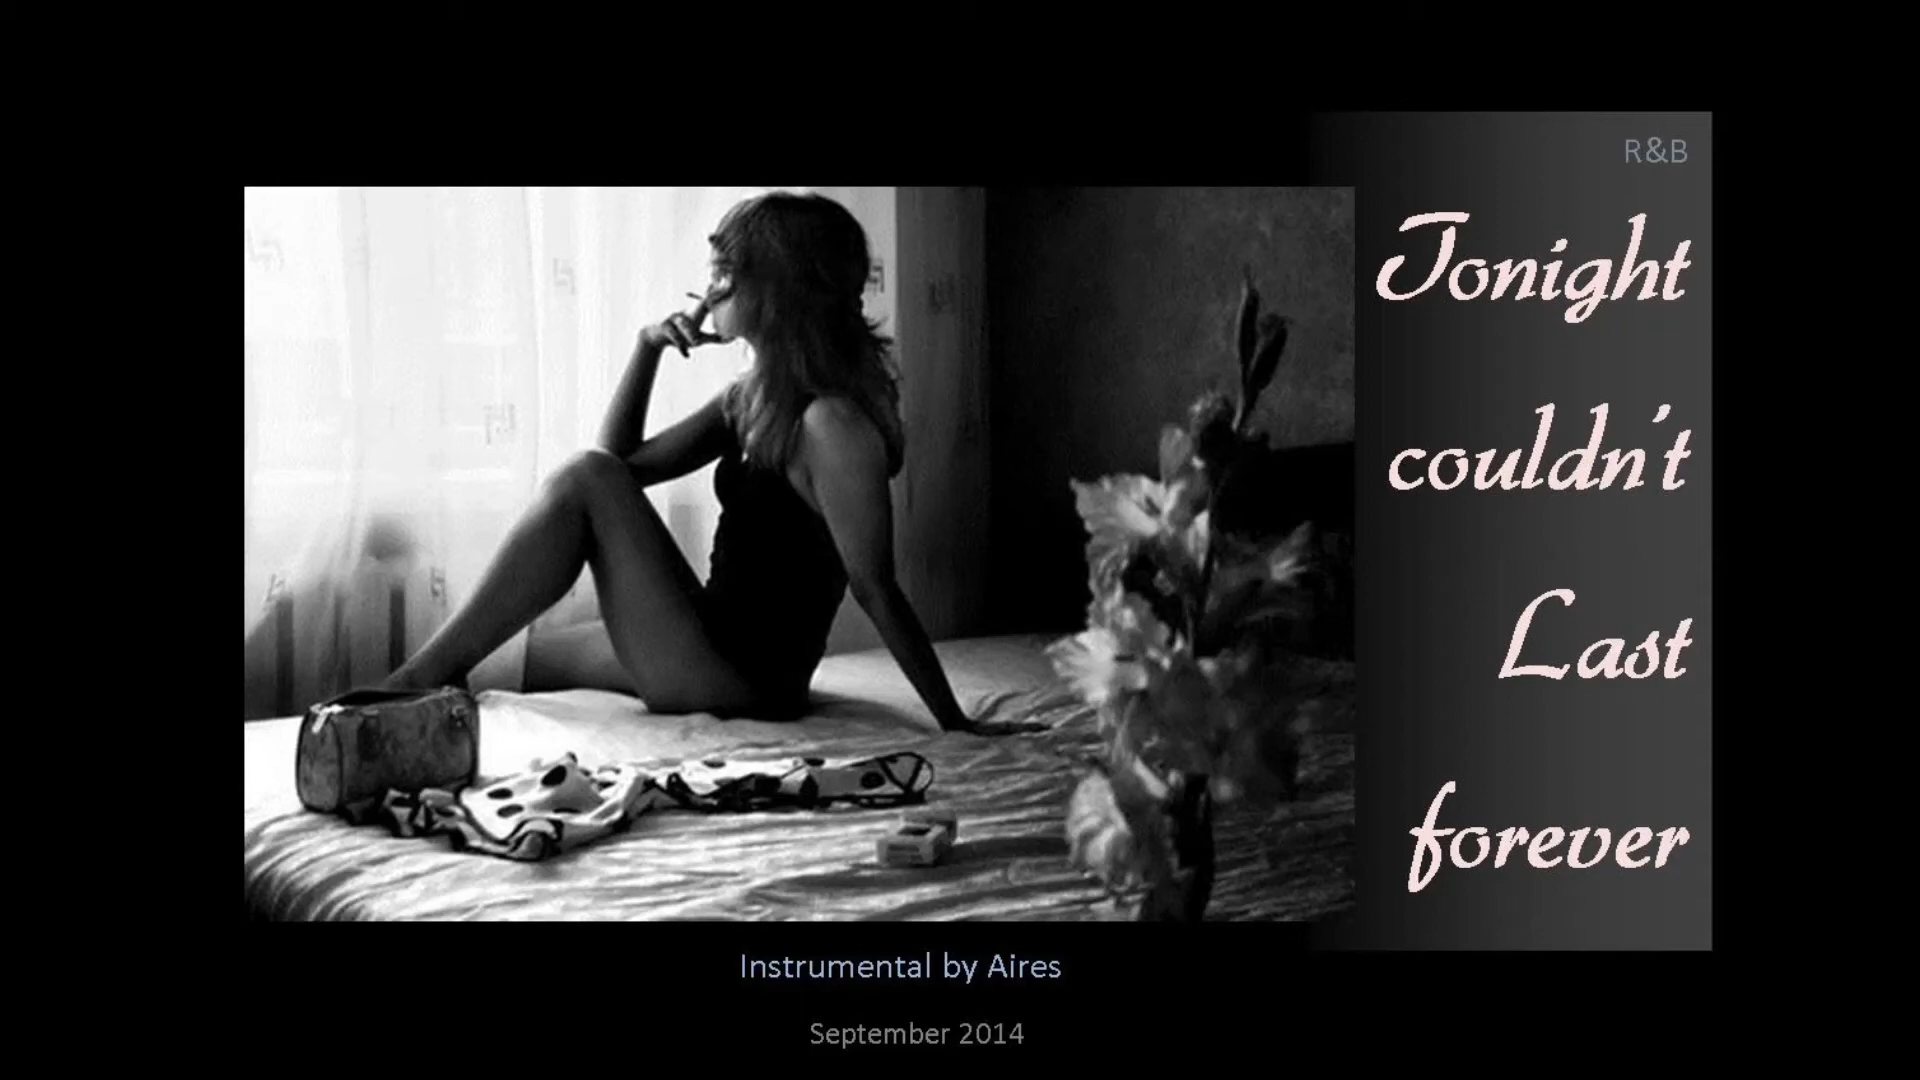 R&B
Tonight
couldn't
Last
forever
Instrumental by Aires
September 2014